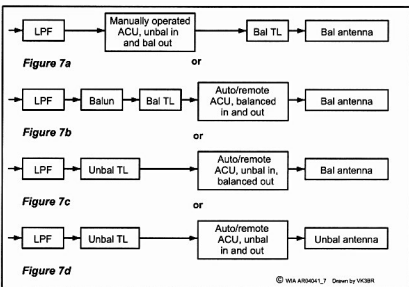 LPF
Manually operated
ACU, unbal in
and bal out
Bal TL
Bal antenna
Figure 7a
or
LPF
Balun
Bal TL
Auto/remote
ACU, balanced
in and out
Bal antenna
Figure 7b
or
LPF
Unbal TL
Auto/remote
ACU, unbal in,
balanced out
Bal antenna
Figure 7c
or
LPF
Unbal TL
Auto/remote
ACU, unbal
in and out
Unbal antenna
Figure 7d
© WIA AR04041_7 Drawn by VK3BR